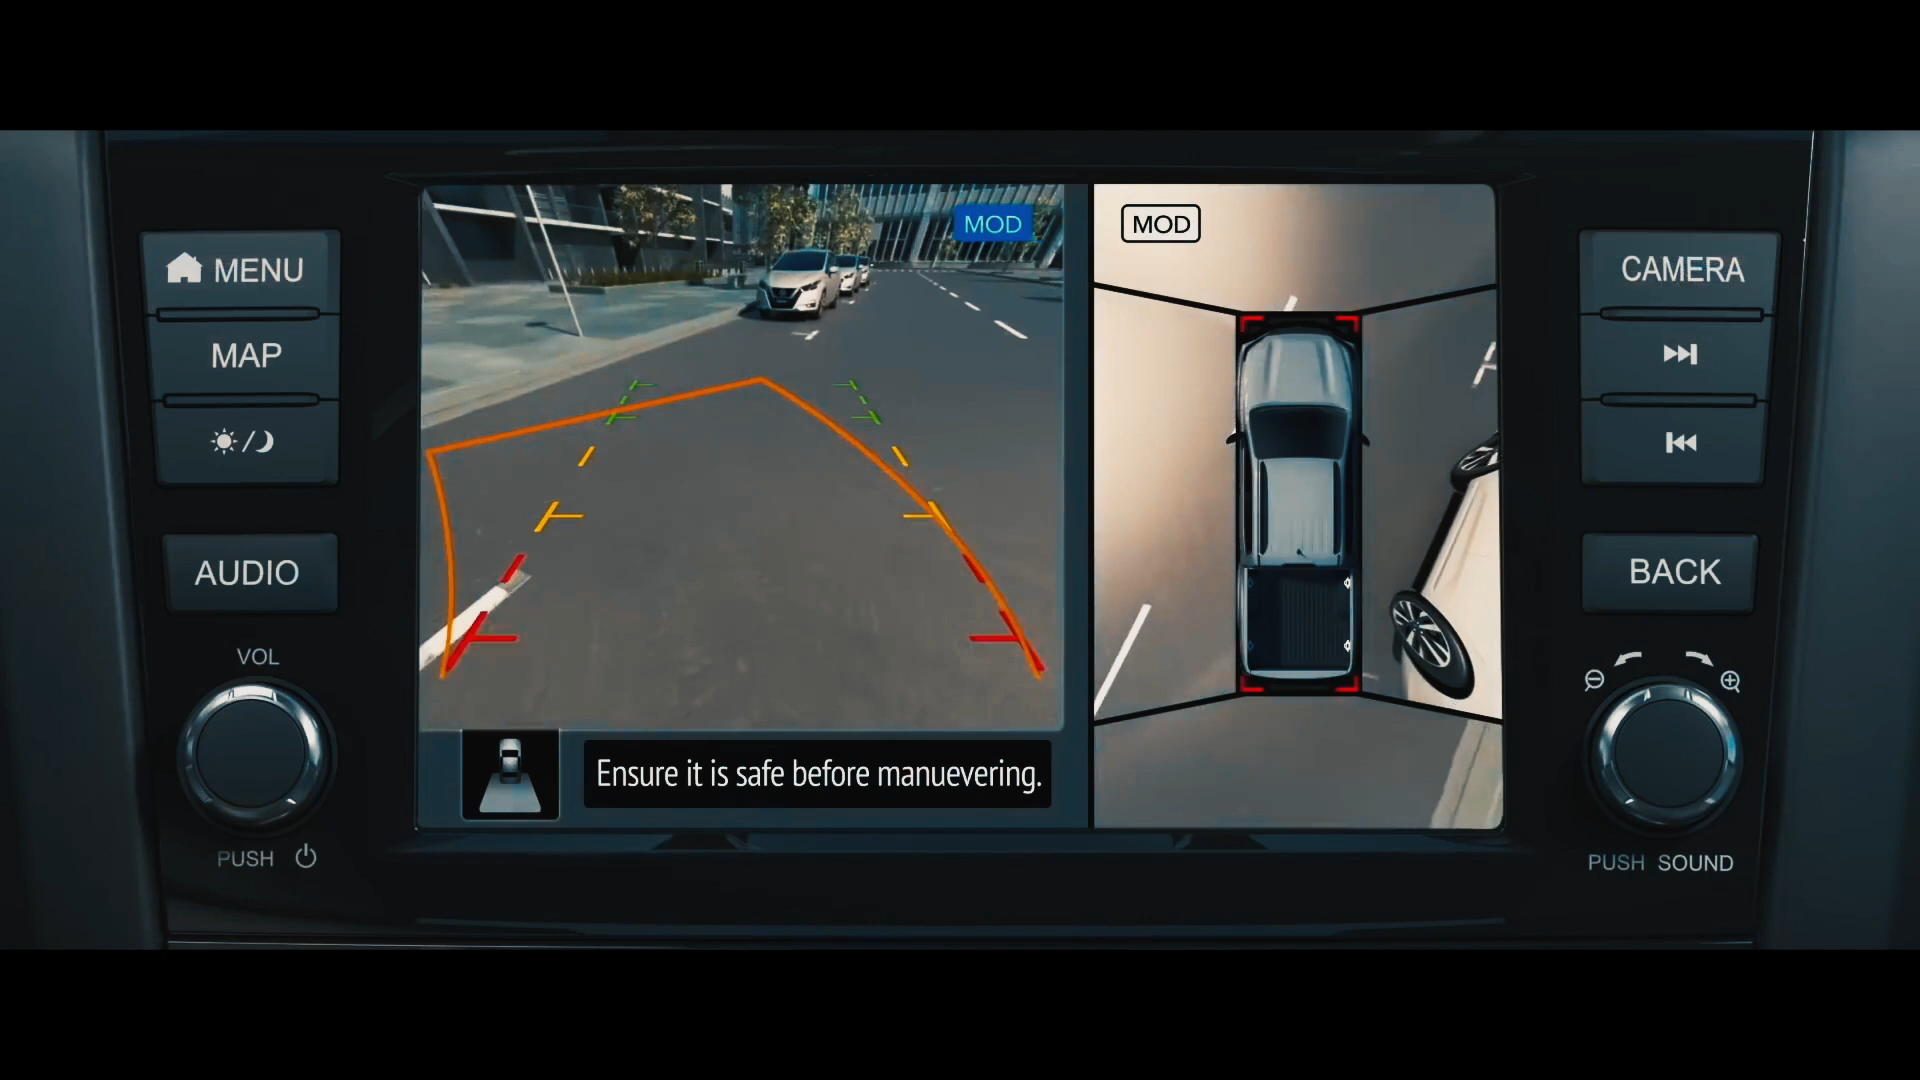 MENU
MAP
AUDIO
VOL
PUSH
MOD
Ensure it is safe before manuevering.
MOD
CAMERA
BACK
PUSH SOUND